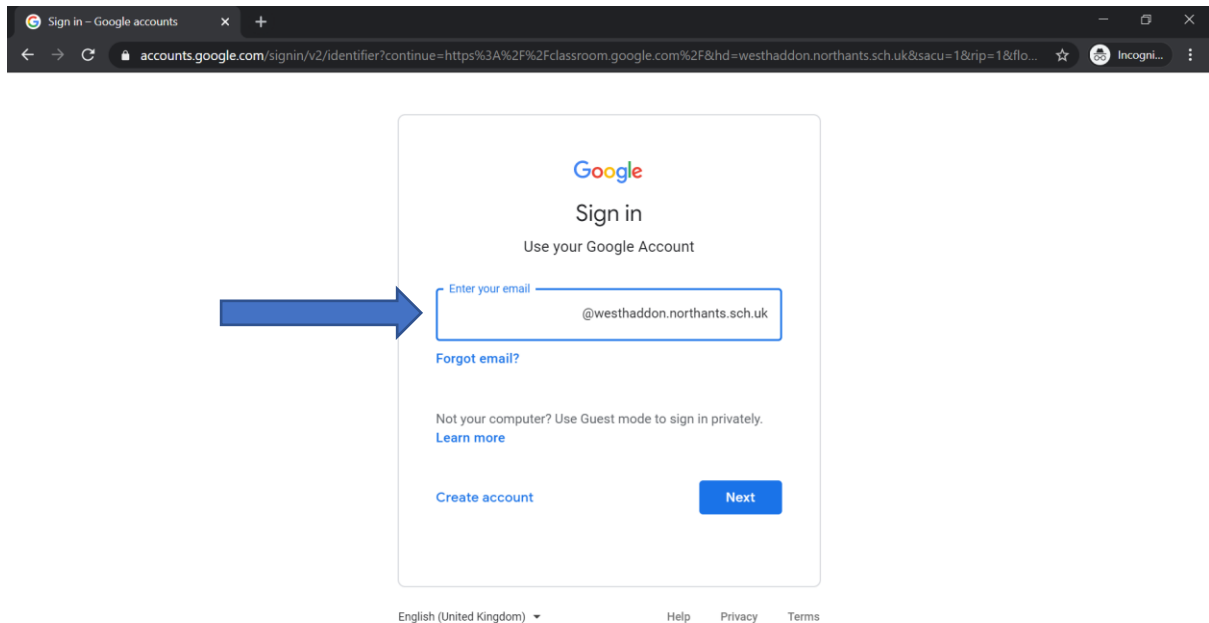 Sign in – Google accounts
accounts.google.com/signin/v2/identifier?continue=https%3A%2F%2Fclassroom.google.com%2F&hd=westhaddon.northants.sch.uk&sacu=1&rip=1&flo...
Incogni...
Google
Sign in
Use your Google Account
Enter your email
@westhaddon.northants.sch.uk
Forgot email?
Not your computer? Use Guest mode to sign in privately.
Learn more
Create account
Next
English (United Kingdom)
Help
Privacy
Terms